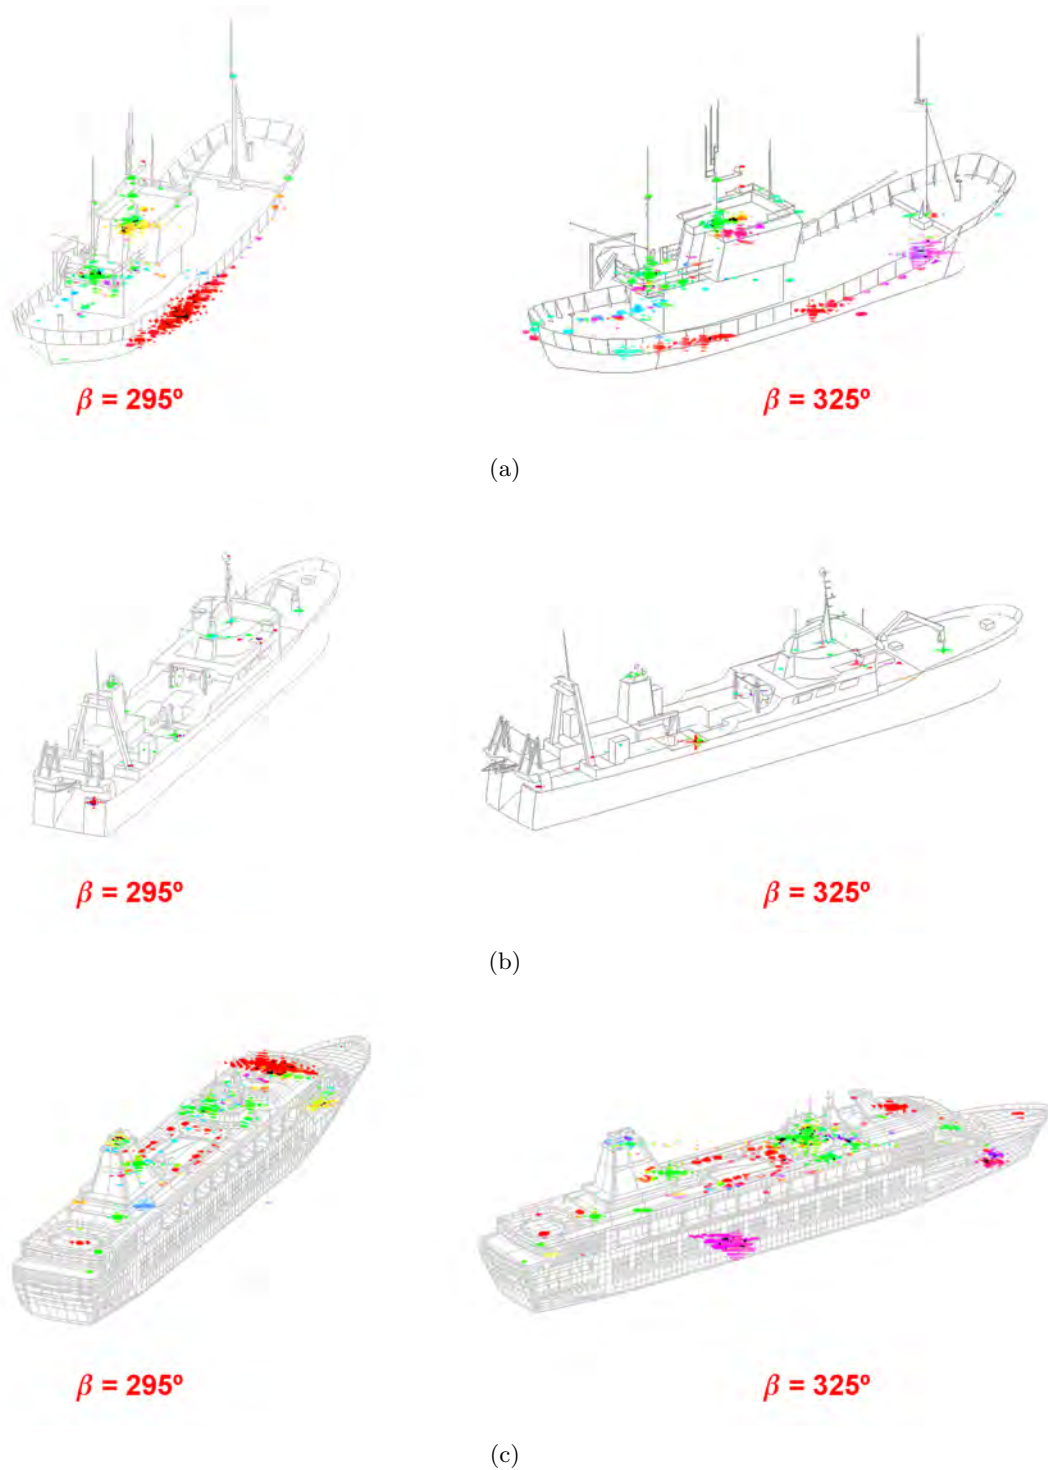 β = 295º β = 325º
(a)
β = 295º β = 325º
(b)
β = 295º β = 325º
(c)